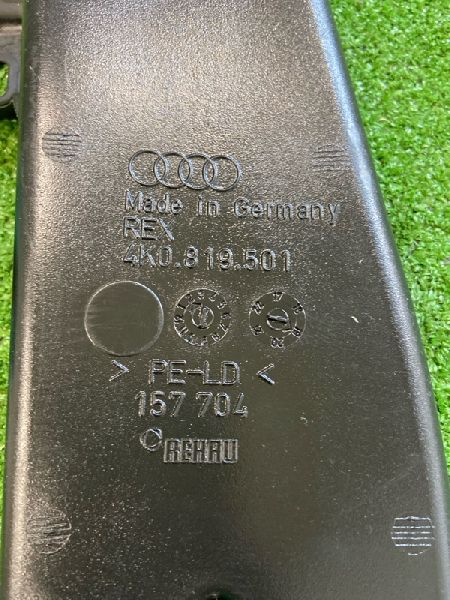 Made in Germany
REX
4K0.819.501
> PE-LD <
157 704
© REHAU